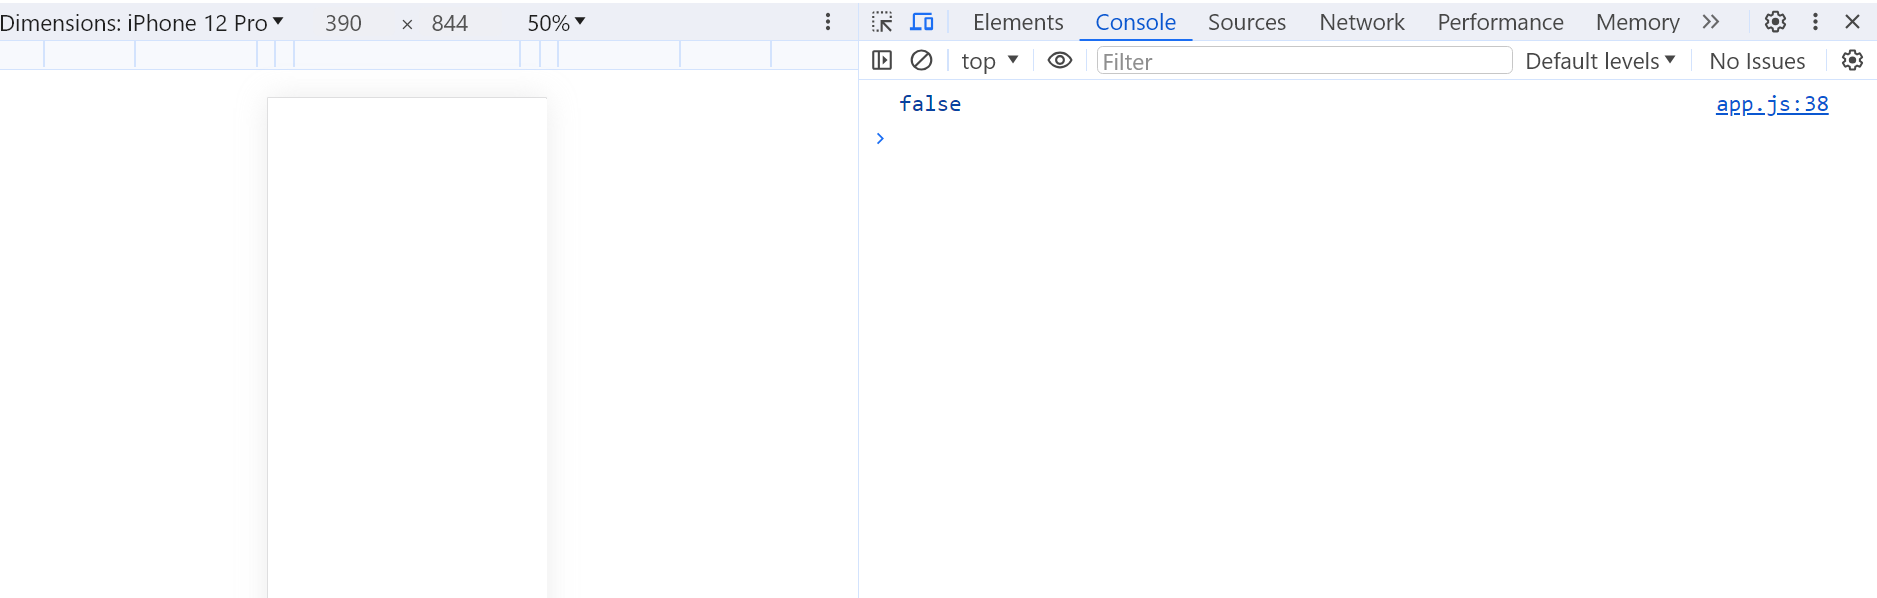 Dimensions: iPhone 12 Pro 390 × 844 50%
Elements Console Sources Network Performance Memory
top Filter Default levels No Issues
false app.js:38